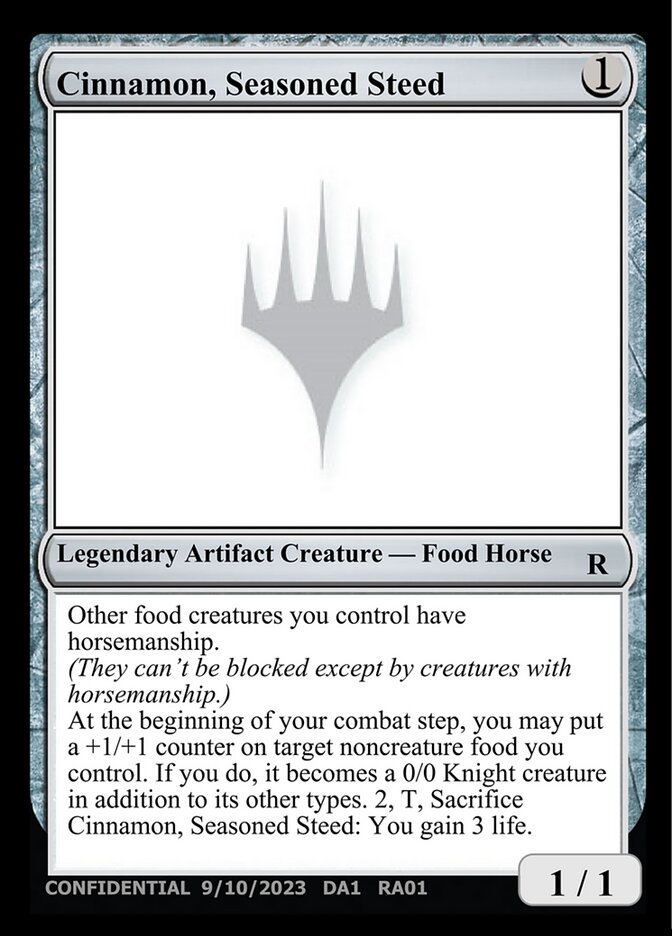 Cinnamon, Seasoned Steed
1
Legendary Artifact Creature — Food Horse
R
Other food creatures you control have
horsemanship.
(They can’t be blocked except by creatures with
horsemanship.)
At the beginning of your combat step, you may put
a +1/+1 counter on target noncreature food you
control. If you do, it becomes a 0/0 Knight creature
in addition to its other types. 2, T, Sacrifice
Cinnamon, Seasoned Steed: You gain 3 life.
1 / 1
CONFIDENTIAL 9/10/2023 DA1 RA01